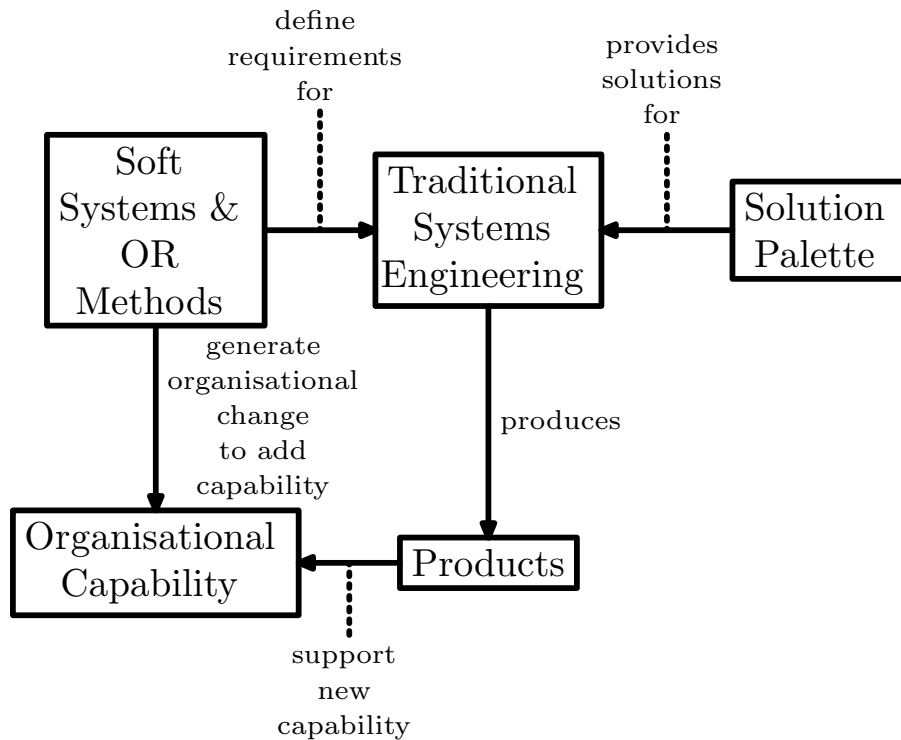 define
requirements
for
provides
solutions
for
Soft
Systems &
OR
Methods
Traditional
Systems
Engineering
Solution
Palette
generate
organisational
change
to add
capability
produces
Organisational
Capability
Products
support
new
capability